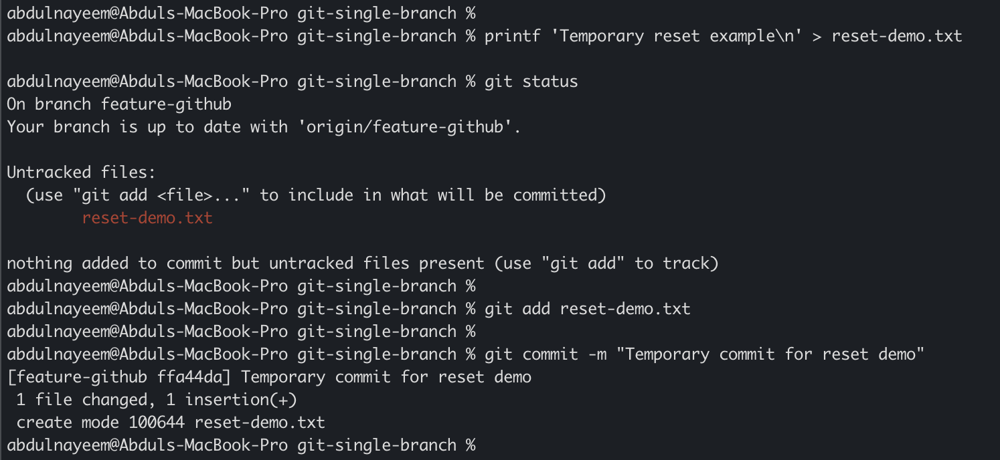 abdulnayeem@Abduls-MacBook-Pro git-single-branch %
abdulnayeem@Abduls-MacBook-Pro git-single-branch % printf 'Temporary reset example\n' > reset-demo.txt
abdulnayeem@Abduls-MacBook-Pro git-single-branch % git status
On branch feature-github
Your branch is up to date with 'origin/feature-github'.
Untracked files:
  (use "git add <file>..." to include in what will be committed)
        reset-demo.txt
nothing added to commit but untracked files present (use "git add" to track)
abdulnayeem@Abduls-MacBook-Pro git-single-branch %
abdulnayeem@Abduls-MacBook-Pro git-single-branch % git add reset-demo.txt
abdulnayeem@Abduls-MacBook-Pro git-single-branch %
abdulnayeem@Abduls-MacBook-Pro git-single-branch % git commit -m "Temporary commit for reset demo"
[feature-github ffa44da] Temporary commit for reset demo
 1 file changed, 1 insertion(+)
 create mode 100644 reset-demo.txt
abdulnayeem@Abduls-MacBook-Pro git-single-branch %